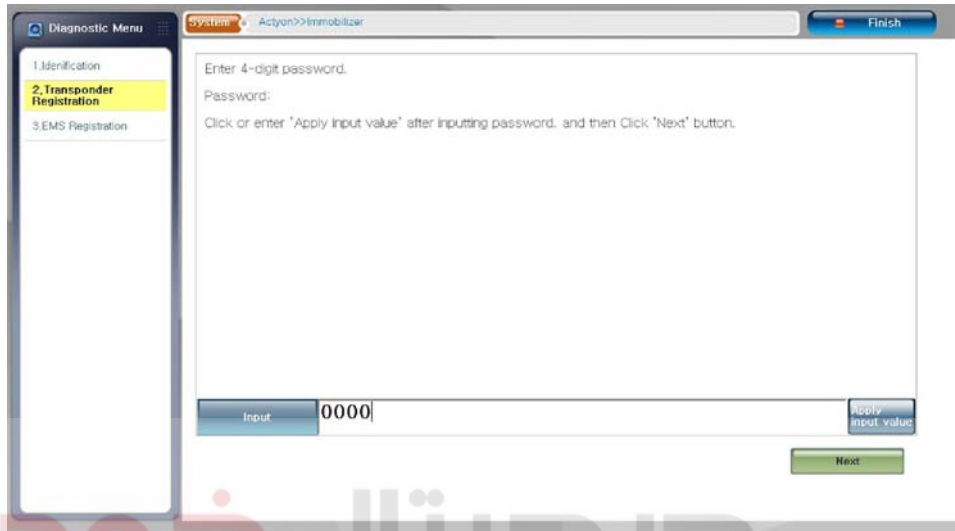 Diagnostic Menu
System
Actyon>>Immobilizer
Finish
1.Idenification
2.Transponder
Registration
3.EMS Registration
Enter 4-digit password.
Password:
Click or enter 'Apply input value' after inputting password. and then Click 'Next' button.
Input
0000
Apply
input value
Next